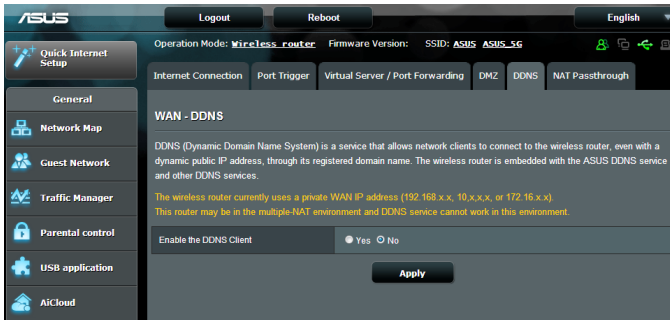 ASUS
Logout
Reboot
English
Quick Internet
Setup
Operation Mode: Wireless router Firmware Version: SSID: ASUS ASUS_5G
Internet Connection
Port Trigger
Virtual Server / Port Forwarding
DMZ
DDNS
NAT Passthrough
General
Network Map
Guest Network
Traffic Manager
Parental control
USB application
AiCloud
WAN - DDNS
DDNS (Dynamic Domain Name System) is a service that allows network clients to connect to the wireless router, even with a
dynamic public IP address, through its registered domain name. The wireless router is embedded with the ASUS DDNS service
and other DDNS services.
The wireless router currently uses a private WAN IP address (192.168.x.x, 10,x,x,x, or 172.16.x.x).
This router may be in the multiple-NAT environment and DDNS service cannot work in this environment.
Enable the DDNS Client
Yes No
Apply